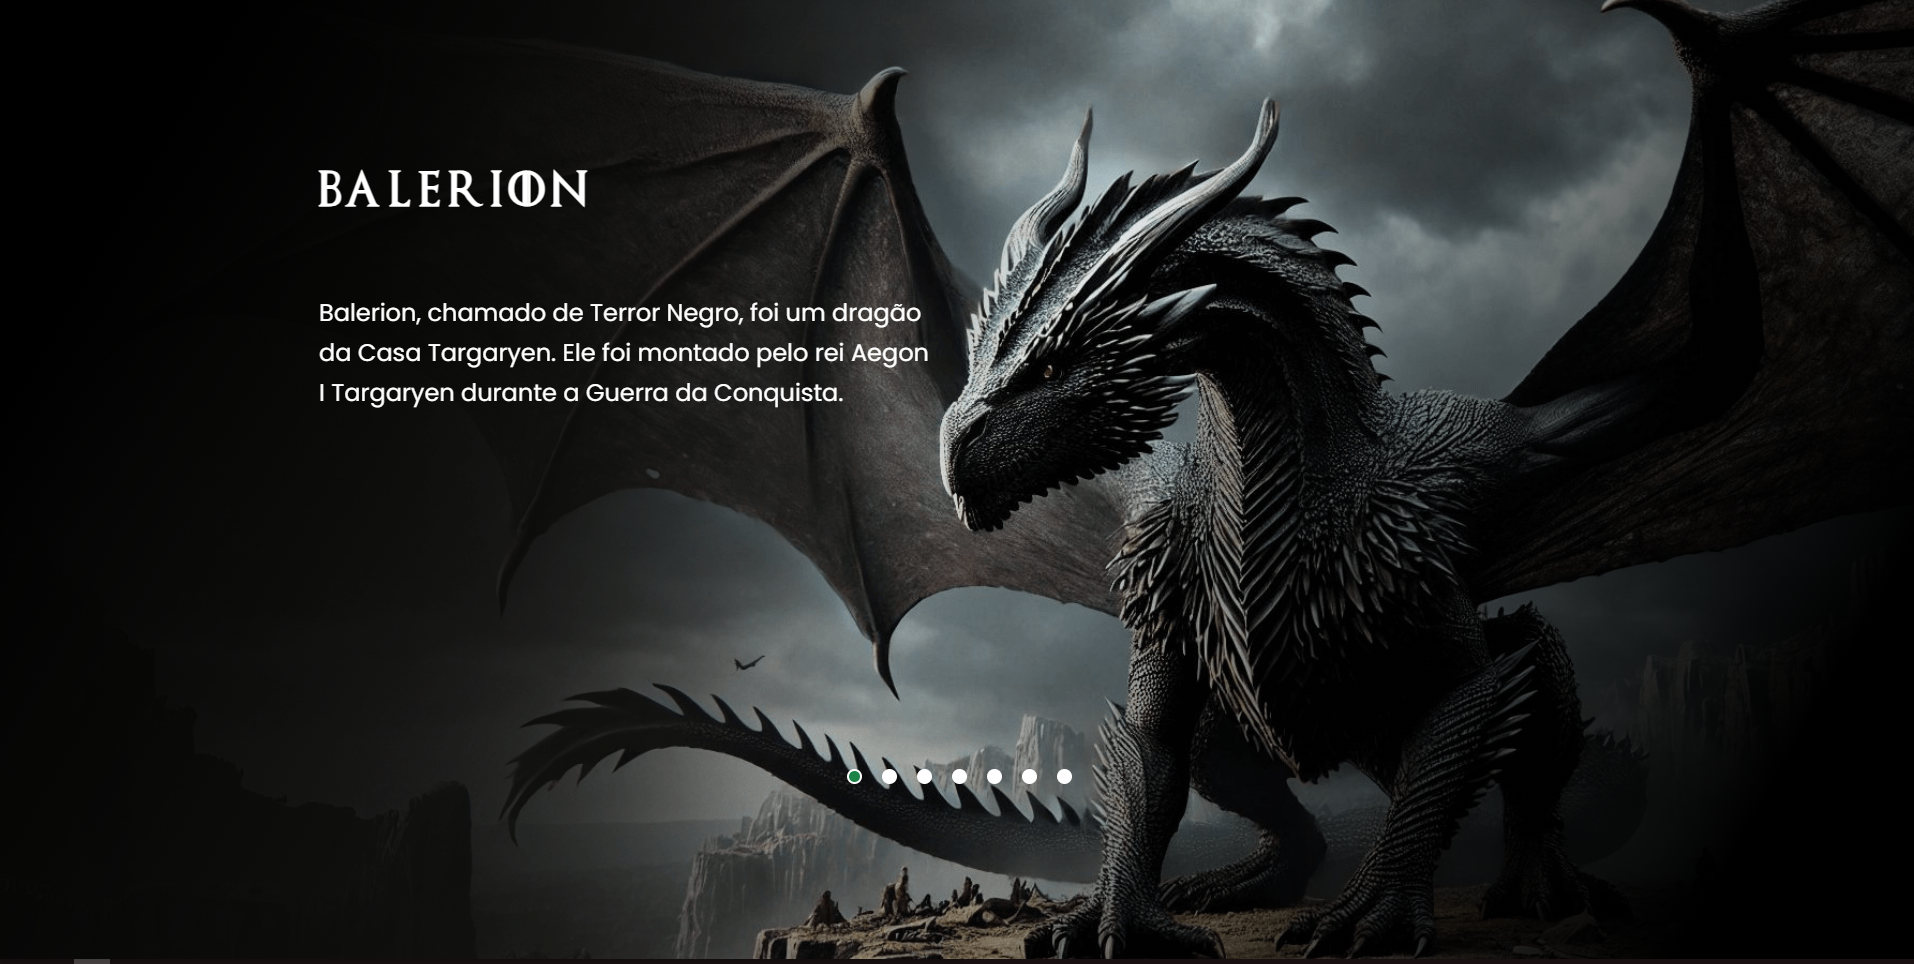 BALERION
Balerion, chamado de Terror Negro, foi um dragão
da Casa Targaryen. Ele foi montado pelo rei Aegon
I Targaryen durante a Guerra da Conquista.